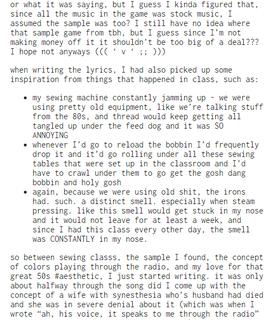 or what it was saying, but I guess I kinda figured that,
since all the music in the game was stock music, I
assumed the sample was too? I still have no idea where
that sample game from tbh, but I guess since I'm not
making money off it it shouldn't be too big of a deal???
I hope not anyways ((( ' v ' ;; )))
when writing the lyrics, I had also picked up some
inspiration from things that happened in class, such as:
• my sewing machine constantly jamming up - we were
using pretty old equipment, like we're talking stuff
from the 80s, and thread would keep getting all
tangled up under the feed dog and it was SO
ANNOYING
• whenever I'd go to reload the bobbin I'd frequently
drop it and it'd go rolling under all these sewing
tables that were set up in the classroom and I'd
have to crawl under them to go get the gosh dang
bobbin and holy gosh
• again, because we were using old shit, the irons
had. such. a distinct smell. especially when steam
pressing. like this smell would get stuck in my nose
and it would not leave for at least a week, and
since I had this class every other day, the smell
was CONSTANTLY in my nose.
so between sewing classs, the sample I found, the concept
of colors playing through the radio, and my love for that
great 50s #aesthetic, I just started writing. it was only
about halfway through the song did I come up with the
concept of a wife with synesthesia who's husband had died
and she was in severe denial about it (which was when I
wrote "ah, his voice, it speaks to me through the radio"